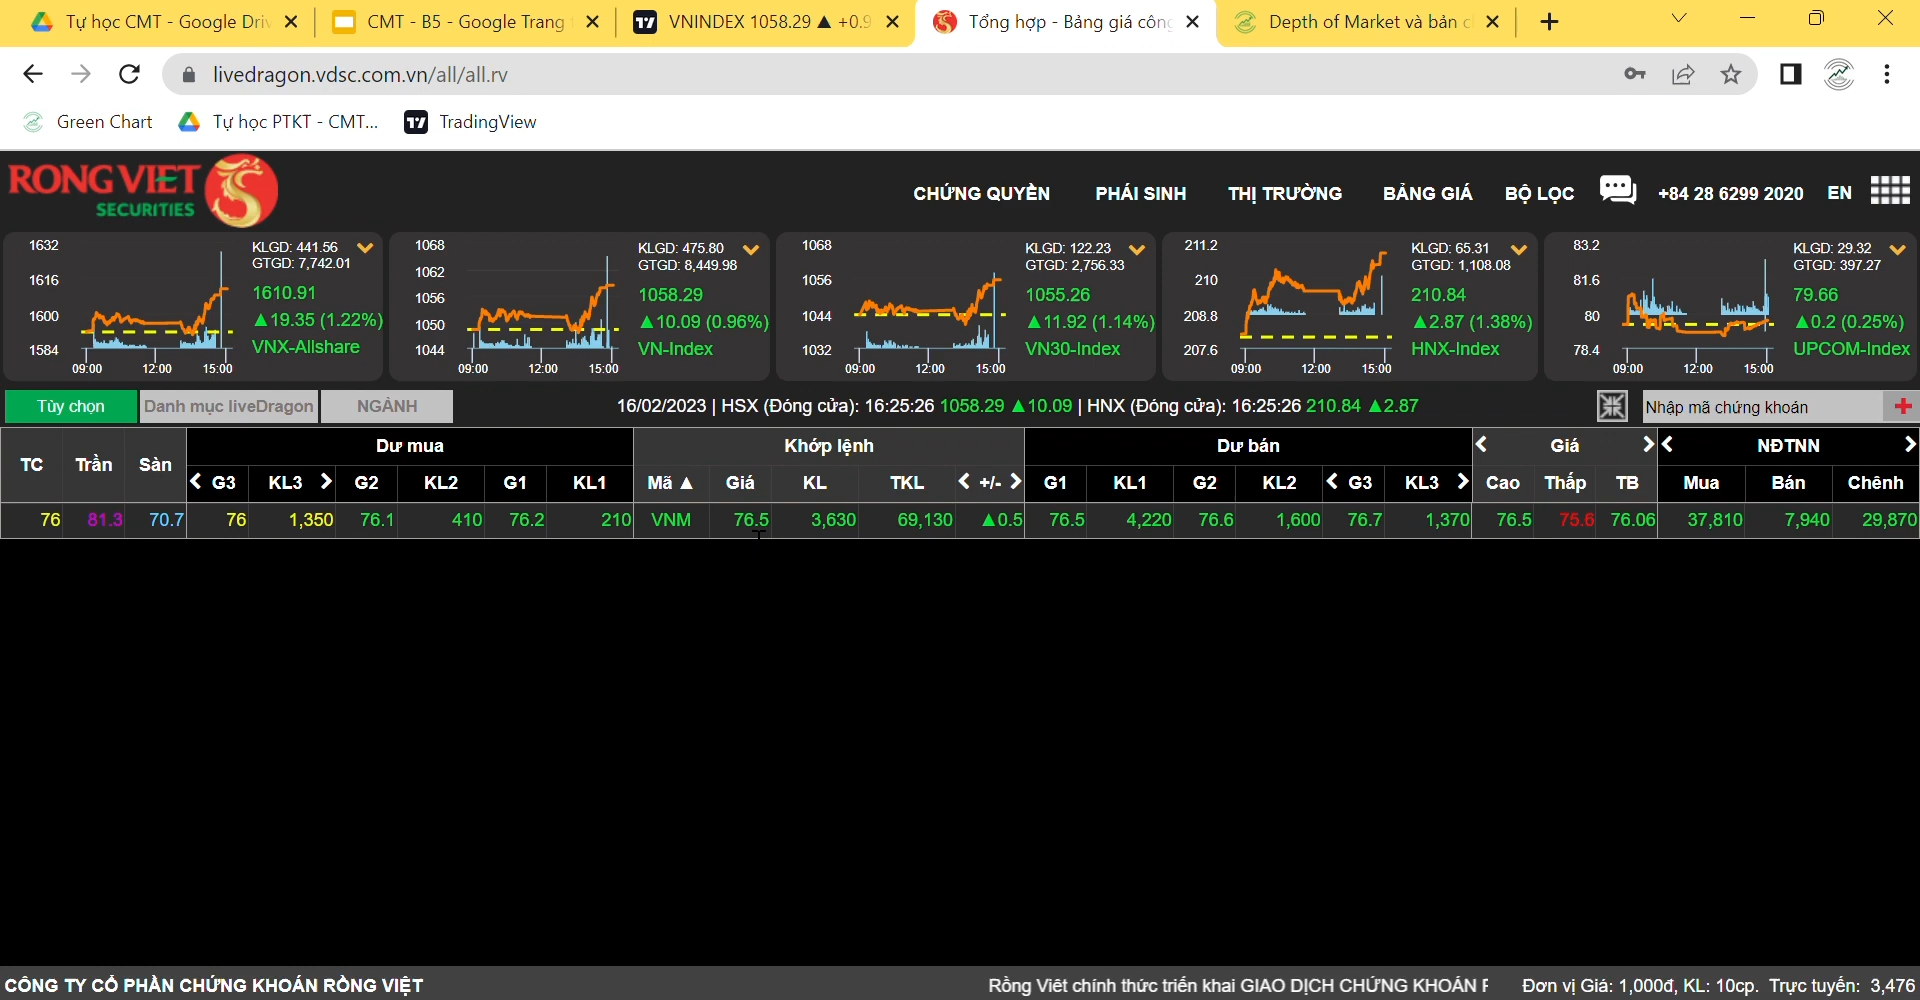 Tự học CMT - Google Driv
CMT - B5 - Google Trang
VNINDEX 1058.29 ▲ +0.9
Tổng hợp - Bảng giá công
Depth of Market và bản c
livedragon.vdsc.com.vn/all/all.rv
Green Chart
Tự học PTKT - CMT...
TradingView
RONG VIET
SECURITIES
CHỨNG QUYỀN PHÁI SINH THỊ TRƯỜNG BẢNG GIÁ BỘ LỌC +84 28 6299 2020 EN
1632
1616
1600
1584
09:00 12:00 15:00
KLGD: 441.56
GTGD: 7,742.01
1610.91
▲19.35 (1.22%)
VNX-Allshare
1068
1062
1056
1050
1044
09:00 12:00 15:00
KLGD: 475.80
GTGD: 8,449.98
1058.29
▲10.09 (0.96%)
VN-Index
1068
1056
1044
1032
09:00 12:00 15:00
KLGD: 122.23
GTGD: 2,756.33
1055.26
▲11.92 (1.14%)
VN30-Index
211.2
210
208.8
207.6
09:00 12:00 15:00
KLGD: 65.31
GTGD: 1,108.08
210.84
▲2.87 (1.38%)
HNX-Index
83.2
81.6
80
78.4
09:00 12:00 15:00
KLGD: 29.32
GTGD: 397.27
79.66
▲0.2 (0.25%)
UPCOM-Index
Tùy chọn Danh mục liveDragon NGÀNH
16/02/2023 | HSX (Đóng cửa): 16:25:26 1058.29 ▲10.09 | HNX (Đóng cửa): 16:25:26 210.84 ▲2.87
Nhập mã chứng khoán
TC Trần Sàn Dư mua Khớp lệnh Dư bán Giá NĐTNN
G3 KL3 G2 KL2 G1 KL1 Mã ▲ Giá KL TKL +/- G1 KL1 G2 KL2 G3 KL3 Cao Thấp TB Mua Bán Chênh
76 81.3 70.7 76 1,350 76.1 410 76.2 210 VNM 76.5 3,630 69,130 ▲0.5 76.5 4,220 76.6 1,600 76.7 1,370 76.5 75.6 76.06 37,810 7,940 29,870
CÔNG TY CỔ PHẦN CHỨNG KHOÁN RỒNG VIỆT
Rồng Việt chính thức triển khai GIAO DỊCH CHỨNG KHOÁN
Đơn vị Giá: 1,000đ, KL: 10cp. Trực tuyến: 3,476